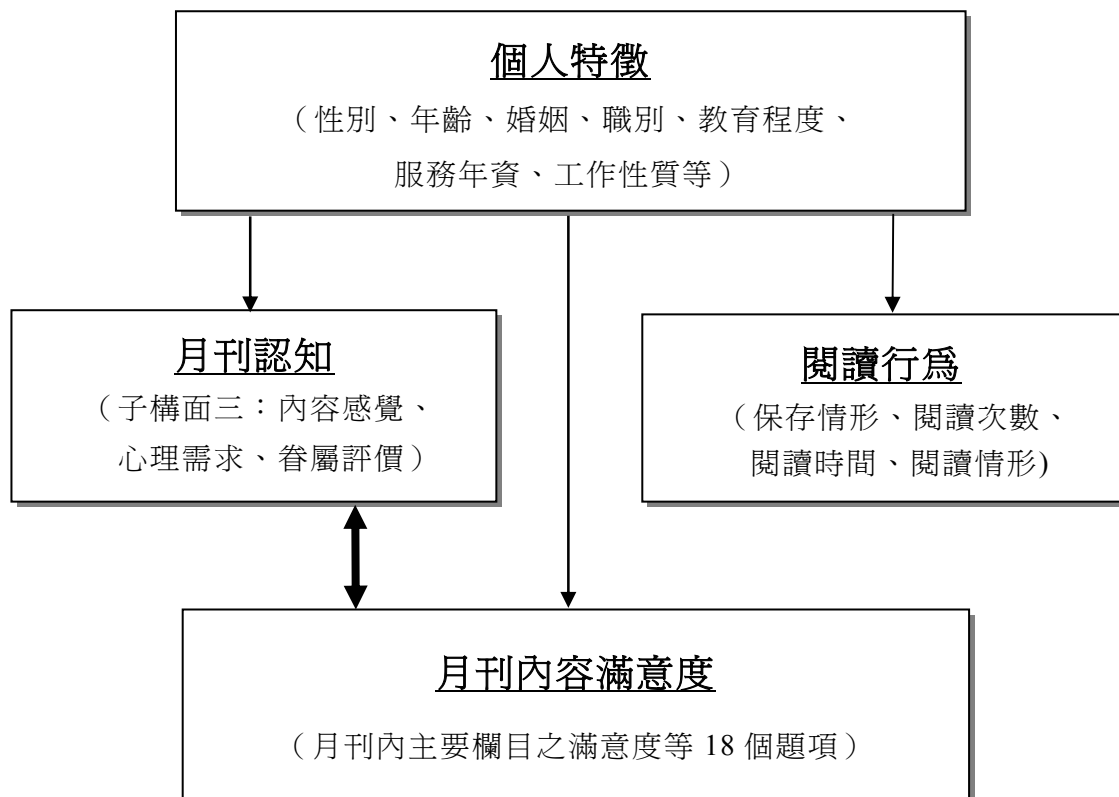 個人特徵
（性別、年齡、婚姻、職別、教育程度、
服務年資、工作性質等）
月刊認知
（子構面三：內容感覺、
心理需求、眷屬評價）
閱讀行為
（保存情形、閱讀次數、
閱讀時間、閱讀情形)
月刊內容滿意度
（月刊內主要欄目之滿意度等 18 個題項）